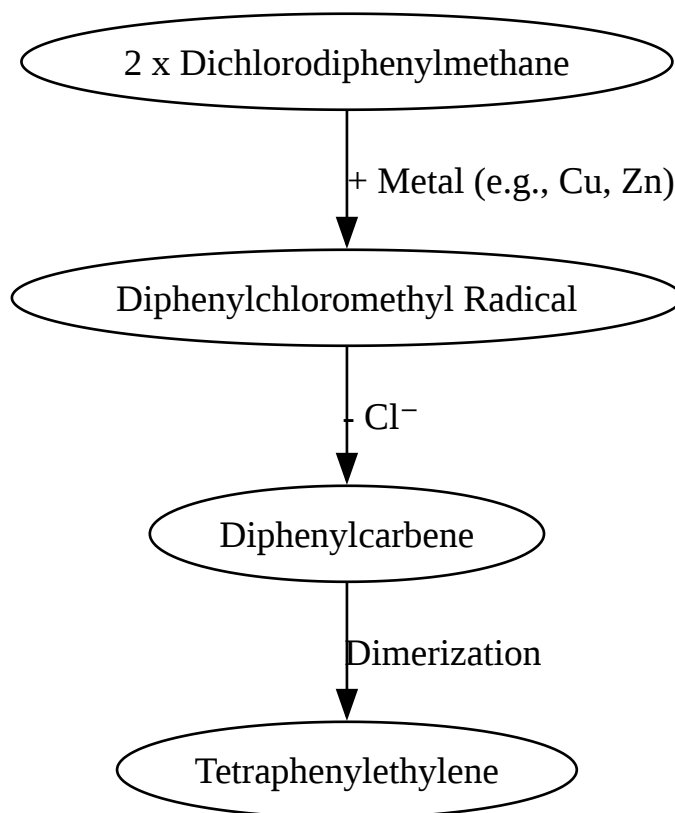 2 x Dichlorodiphenylmethane
+ Metal (e.g., Cu, Zn)
Diphenylchloromethyl Radical
- Cl⁻
Diphenylcarbene
Dimerization
Tetraphenylethylene